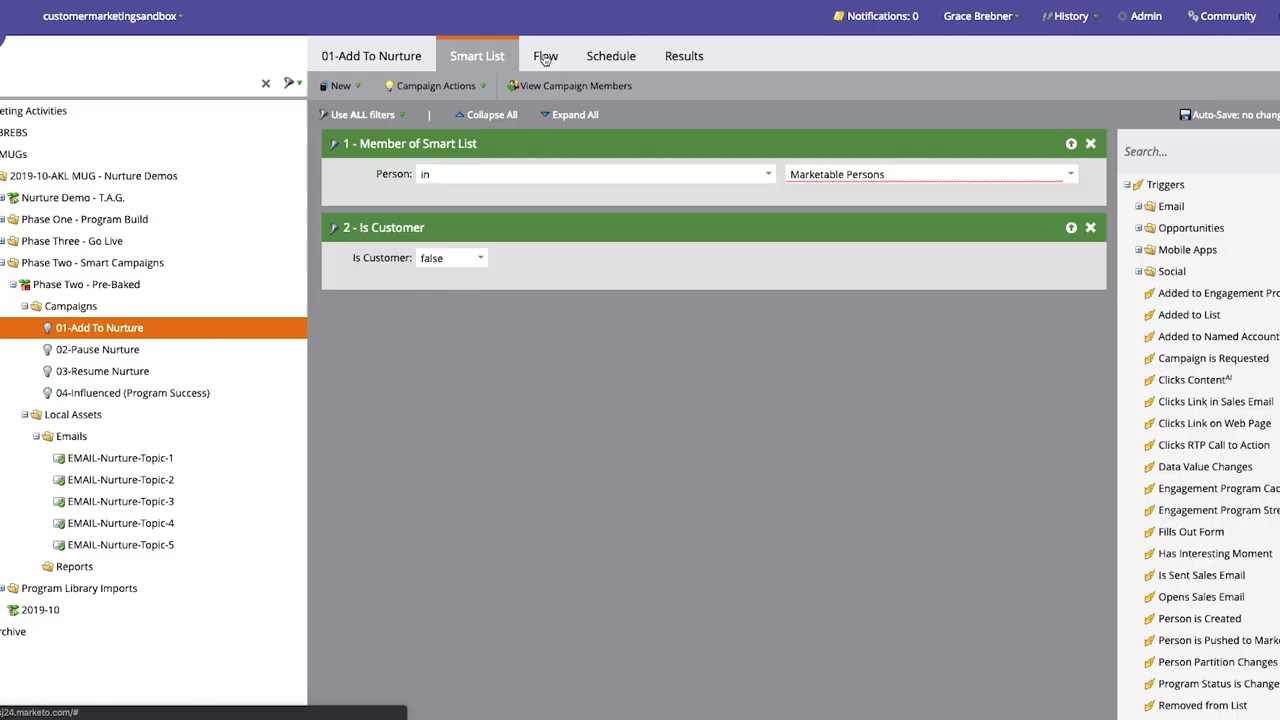 customermarketingsandbox
Notifications: 0
Grace Brebner
History
Admin
Community
01-Add To Nurture
Smart List
Flow
Schedule
Results
New
Campaign Actions
View Campaign Members
eting Activities
Use ALL filters
|
Collapse All
Expand All
Auto-Save: no chang
BREBS
1 - Member of Smart List
Search...
MUGs
Person:
in
Marketable Persons
2019-10-AKL MUG - Nurture Demos
Triggers
Nurture Demo - T.A.G.
Email
Phase One - Program Build
2 - Is Customer
Opportunities
Phase Three - Go Live
Mobile Apps
Phase Two - Smart Campaigns
Is Customer:
false
Social
Phase Two - Pre-Baked
Added to Engagement Pro
Campaigns
Added to List
01-Add To Nurture
Added to Named Account
02-Pause Nurture
Campaign is Requested
03-Resume Nurture
Clicks ContentAI
04-Influenced (Program Success)
Clicks Link in Sales Email
Local Assets
Clicks Link on Web Page
Emails
Clicks RTP Call to Action
EMAIL-Nurture-Topic-1
Data Value Changes
EMAIL-Nurture-Topic-2
Engagement Program Cad
EMAIL-Nurture-Topic-3
Engagement Program Stre
EMAIL-Nurture-Topic-4
Fills Out Form
EMAIL-Nurture-Topic-5
Has Interesting Moment
Reports
Is Sent Sales Email
Program Library Imports
Opens Sales Email
2019-10
Person is Created
rchive
Person is Pushed to Marke
Person Partition Changes
Program Status is Change
Removed from List
sj24.marketo.com/#